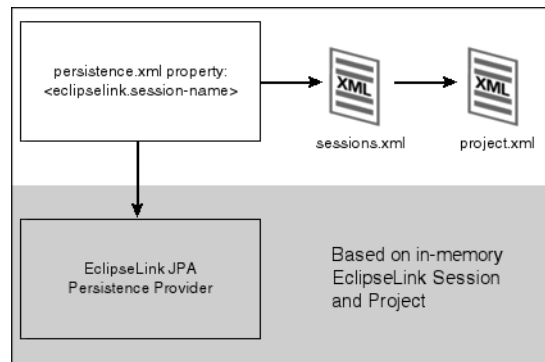 persistence.xml property:
<eclipselink.session-name>
XML
XML
sessions.xml
project.xml
EclipseLink JPA
Persistence Provider
Based on in-memory
EclipseLink Session
and Project